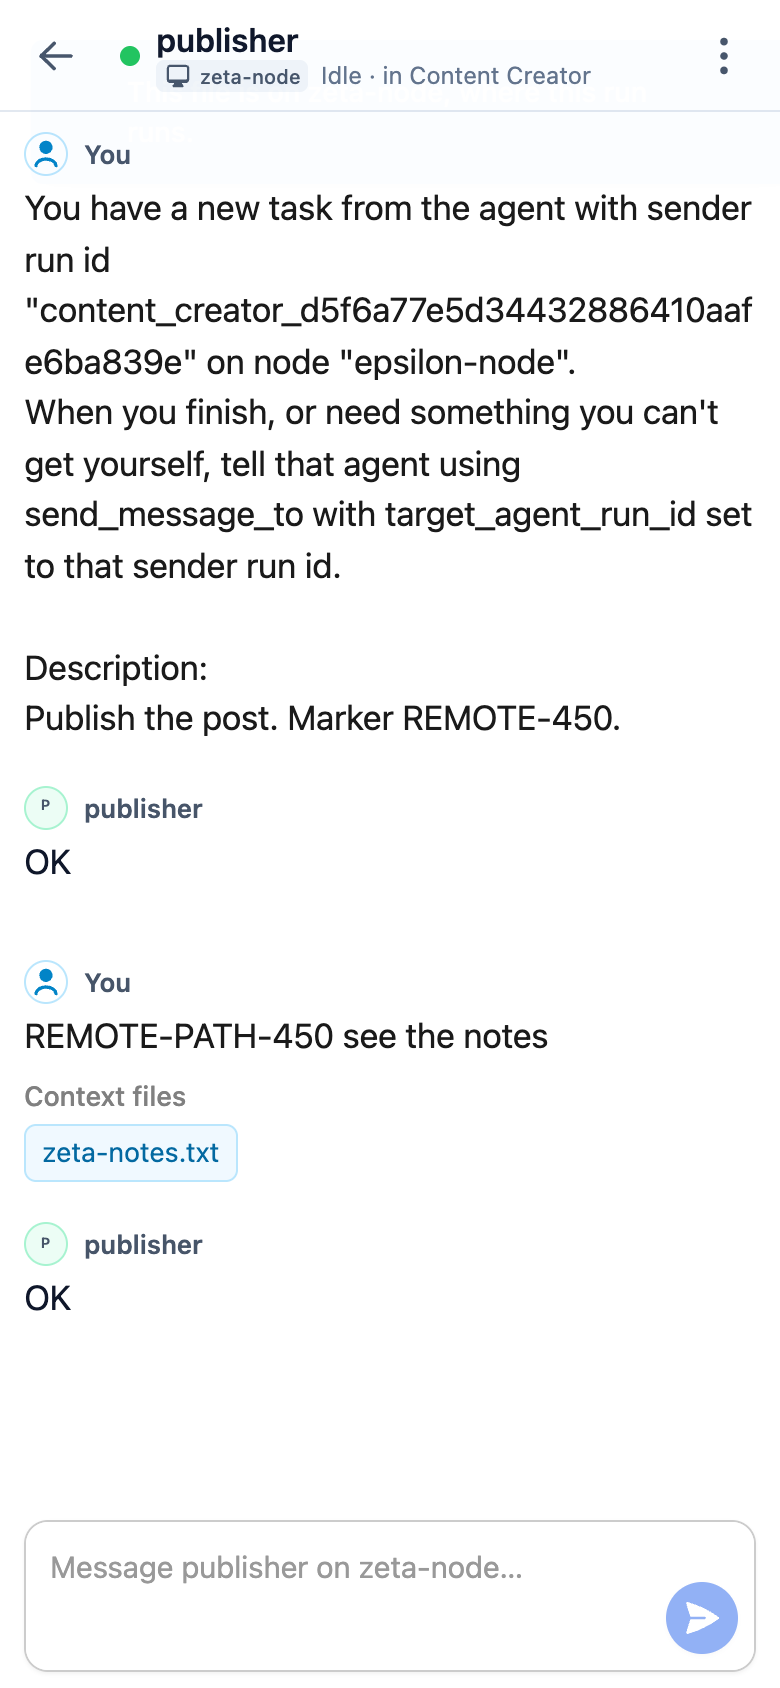 publisher
zeta-node Idle · in Content Creator
You
You have a new task from the agent with sender
run id
"content_creator_d5f6a77e5d34432886410aaf
e6ba839e" on node "epsilon-node".
When you finish, or need something you can't
get yourself, tell that agent using
send_message_to with target_agent_run_id set
to that sender run id.
Description:
Publish the post. Marker REMOTE-450.
P publisher
OK
You
REMOTE-PATH-450 see the notes
Context files
zeta-notes.txt
P publisher
OK
Message publisher on zeta-node...